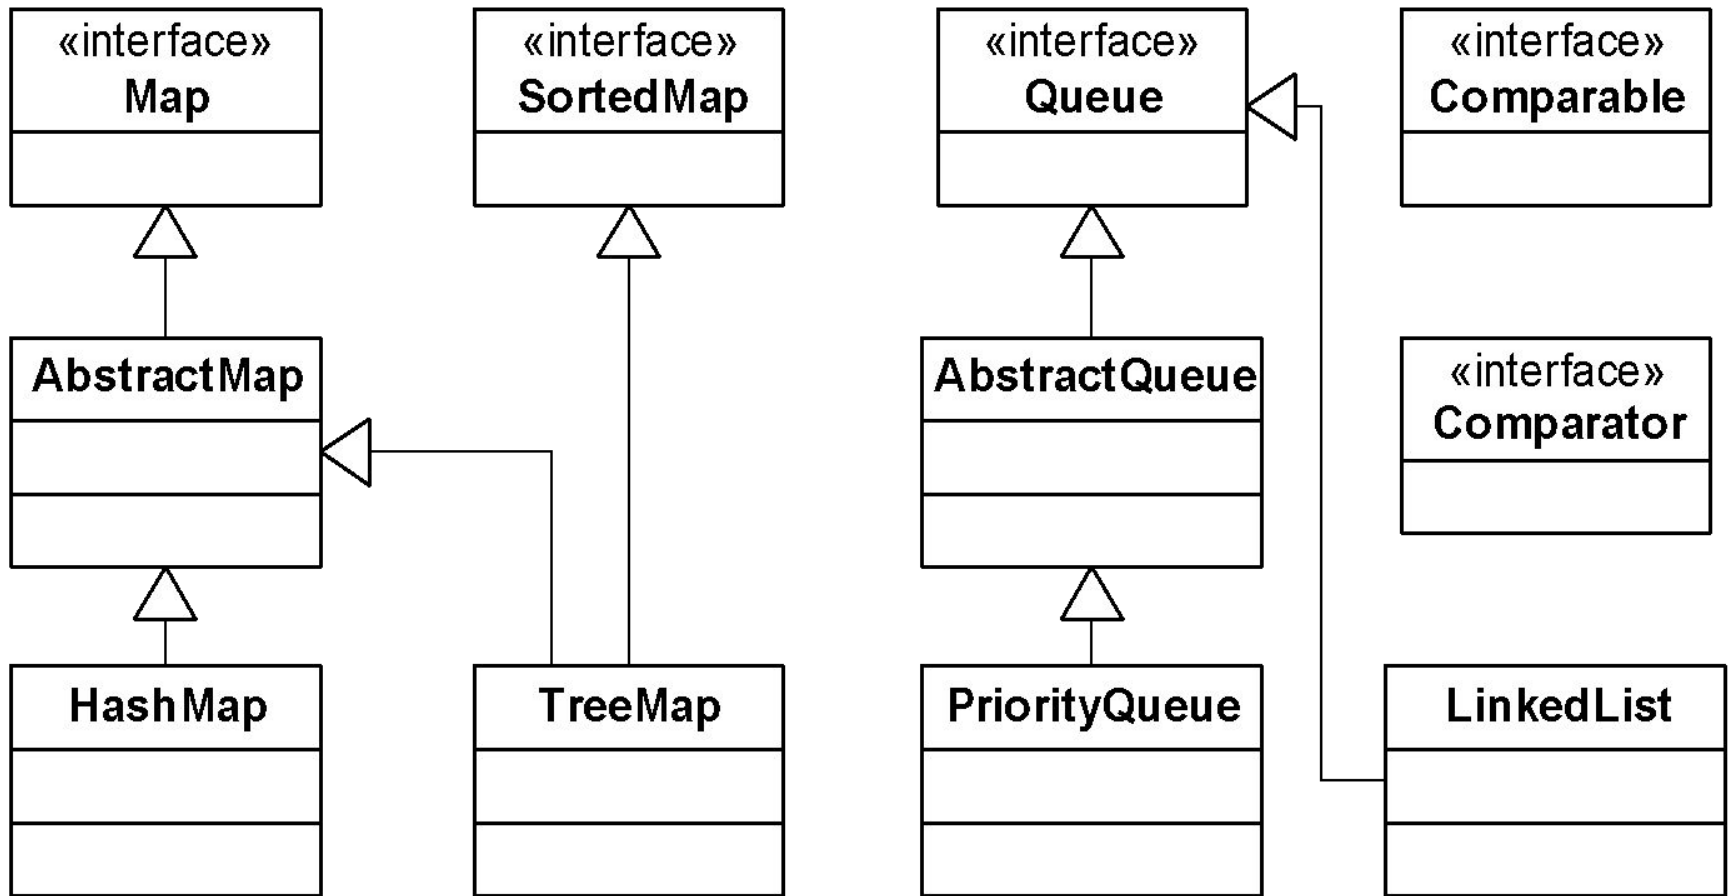 «interface»
Map
«interface»
SortedMap
«interface»
Queue
«interface»
Comparable
AbstractMap
AbstractQueue
«interface»
Comparator
HashMap
TreeMap
PriorityQueue
LinkedList